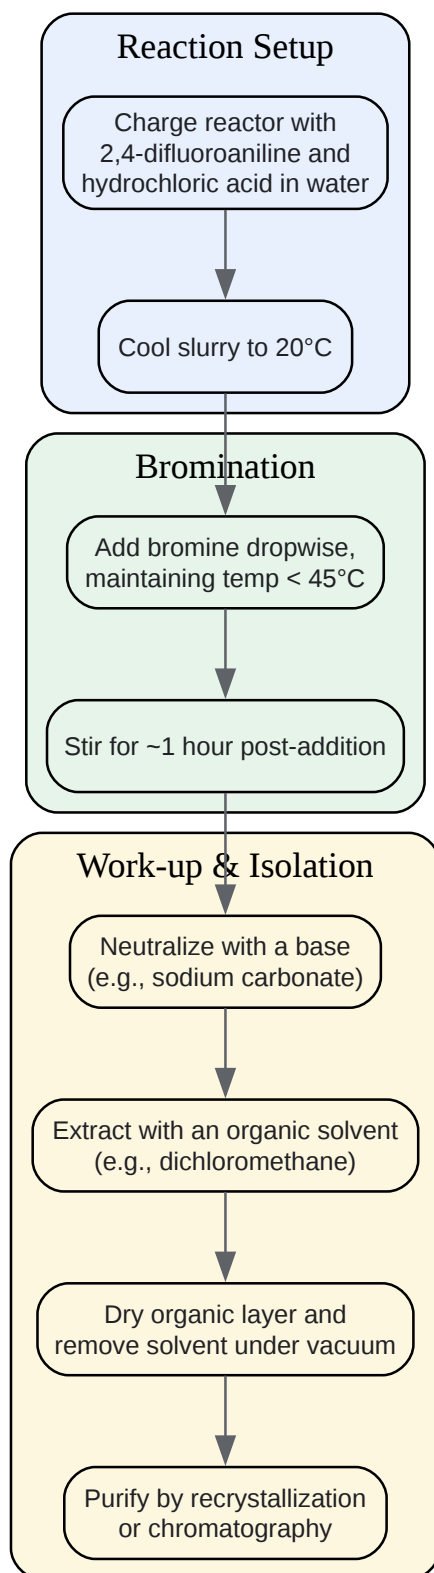 Reaction Setup
Charge reactor with
2,4-difluoroaniline and
hydrochloric acid in water
Cool slurry to 20°C
Bromination
Add bromine dropwise,
maintaining temp < 45°C
Stir for ~1 hour post-addition
Work-up & Isolation
Neutralize with a base
(e.g., sodium carbonate)
Extract with an organic solvent
(e.g., dichloromethane)
Dry organic layer and
remove solvent under vacuum
Purify by recrystallization
or chromatography